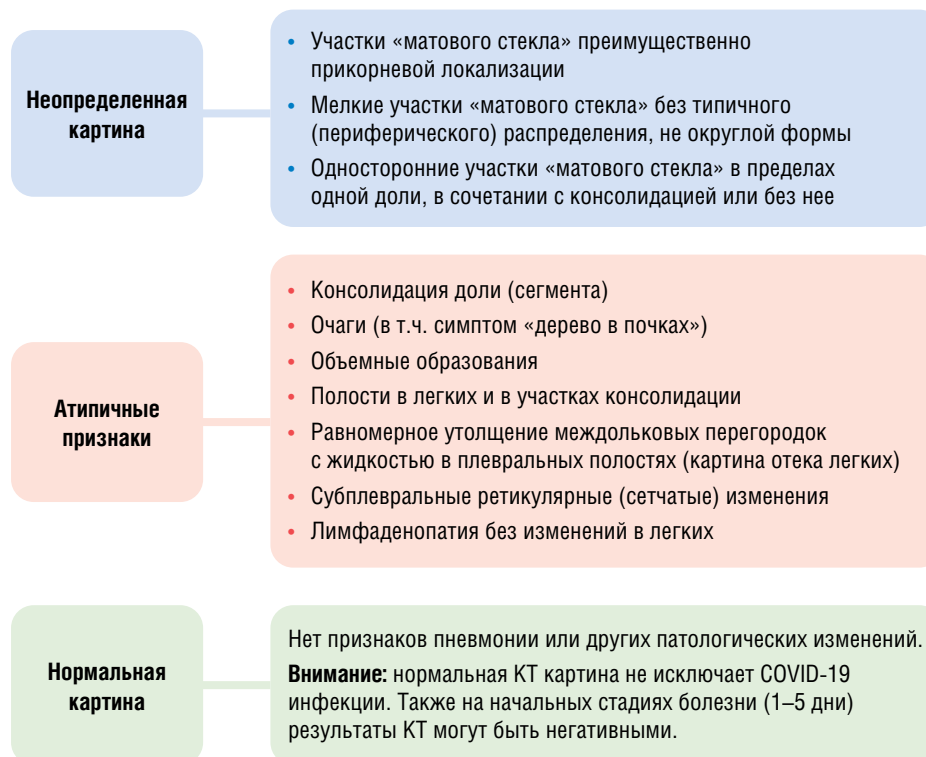 Неопределенная
картина
• Участки «матового стекла» преимущественно
прикорневой локализации
• Мелкие участки «матового стекла» без типичного
(периферического) распределения, не округлой формы
• Односторонние участки «матового стекла» в пределах
одной доли, в сочетании с консолидацией или без нее
Атипичные
признаки
• Консолидация доли (сегмента)
• Очаги (в т.ч. симптом «дерево в почках»)
• Объемные образования
• Полости в легких и в участках консолидации
• Равномерное утолщение междольковых перегородок
с жидкостью в плевральных полостях (картина отека легких)
• Субплевральные ретикулярные (сетчатые) изменения
• Лимфаденопатия без изменений в легких
Нормальная
картина
Нет признаков пневмонии или других патологических изменений.
Внимание: нормальная КТ картина не исключает COVID-19
инфекции. Также на начальных стадиях болезни (1–5 дни)
результаты КТ могут быть негативными.